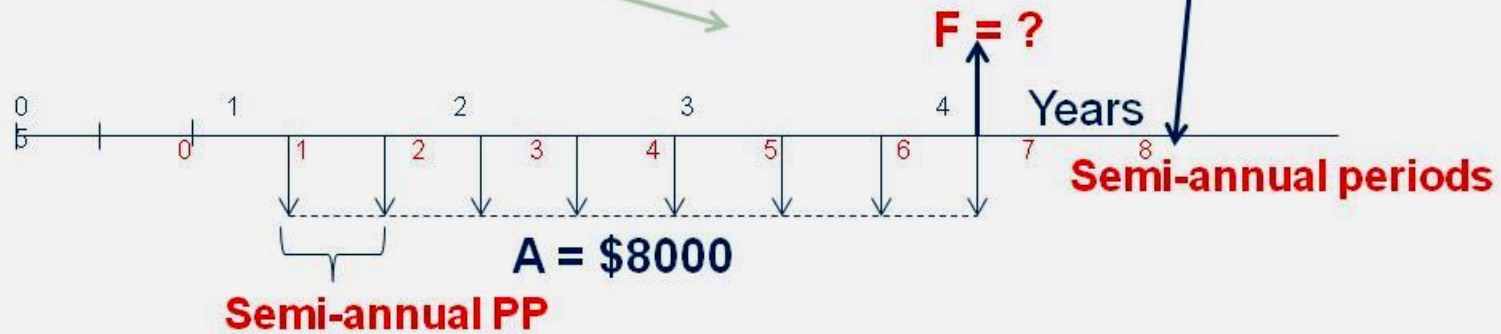 F = ?
0 1 2 3 4 Years
5
0 1 2 3 4 5 6 7 8
Semi-annual periods
A = $8000
Semi-annual PP